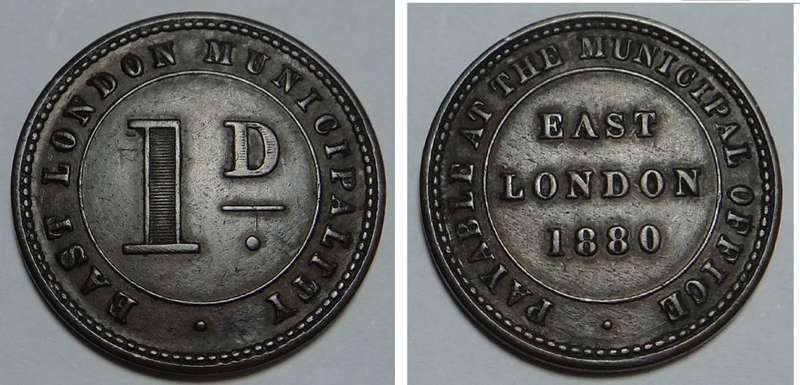 EAST LONDON MUNICIPALITY
1D.
PAYABLE AT THE MUNICIPAL OFFICE
EAST
LONDON
1880